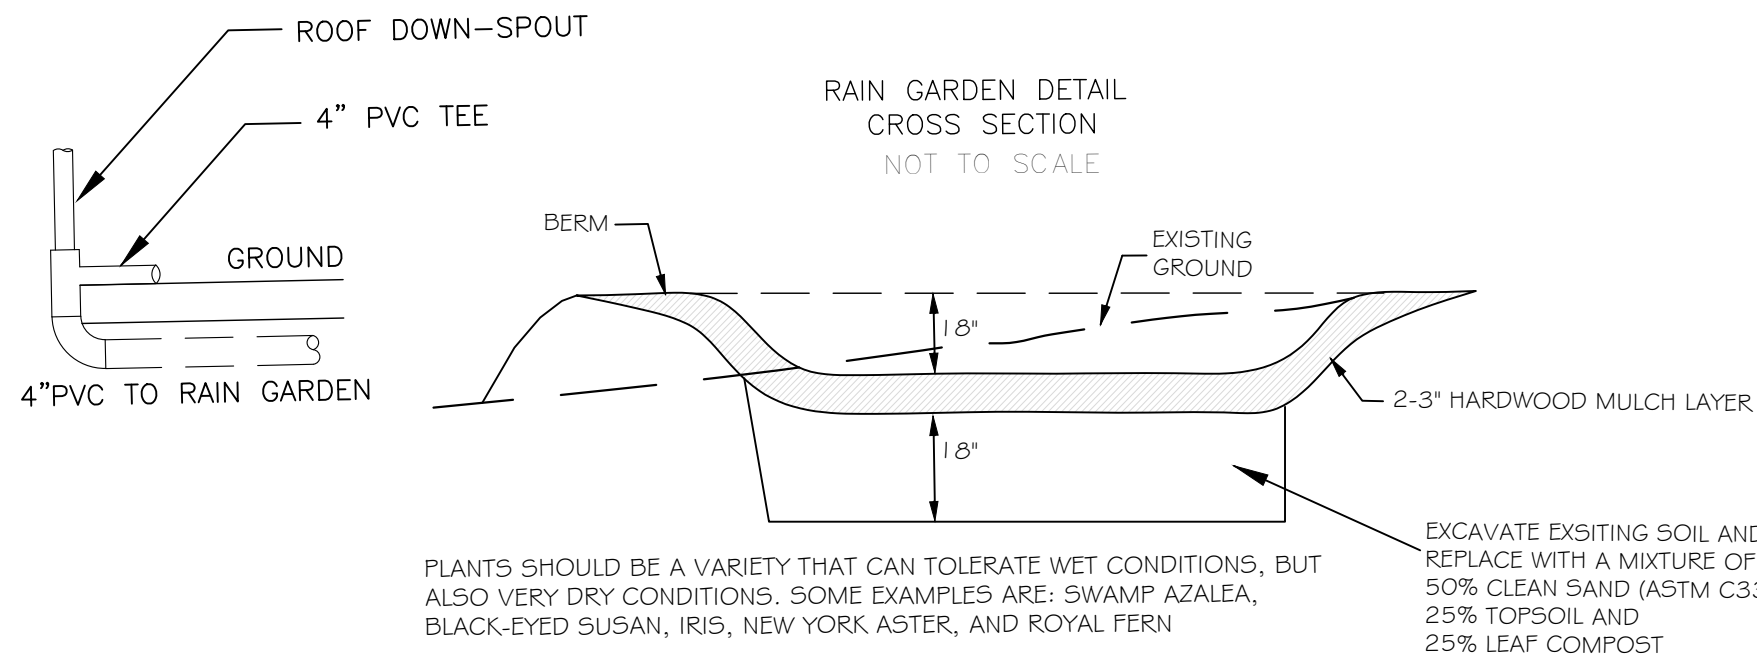 ROOF DOWN-SPOUT
4" PVC TEE
GROUND
4"PVC TO RAIN GARDEN
RAIN GARDEN DETAIL
CROSS SECTION
NOT TO SCALE
BERM
EXISTING
GROUND
18"
2-3" HARDWOOD MULCH LAYER
18"
EXCAVATE EXSITING SOIL AND
REPLACE WITH A MIXTURE OF
50% CLEAN SAND (ASTM C33
25% TOPSOIL AND
25% LEAF COMPOST
PLANTS SHOULD BE A VARIETY THAT CAN TOLERATE WET CONDITIONS, BUT
ALSO VERY DRY CONDITIONS. SOME EXAMPLES ARE: SWAMP AZALEA,
BLACK-EYED SUSAN, IRIS, NEW YORK ASTER, AND ROYAL FERN